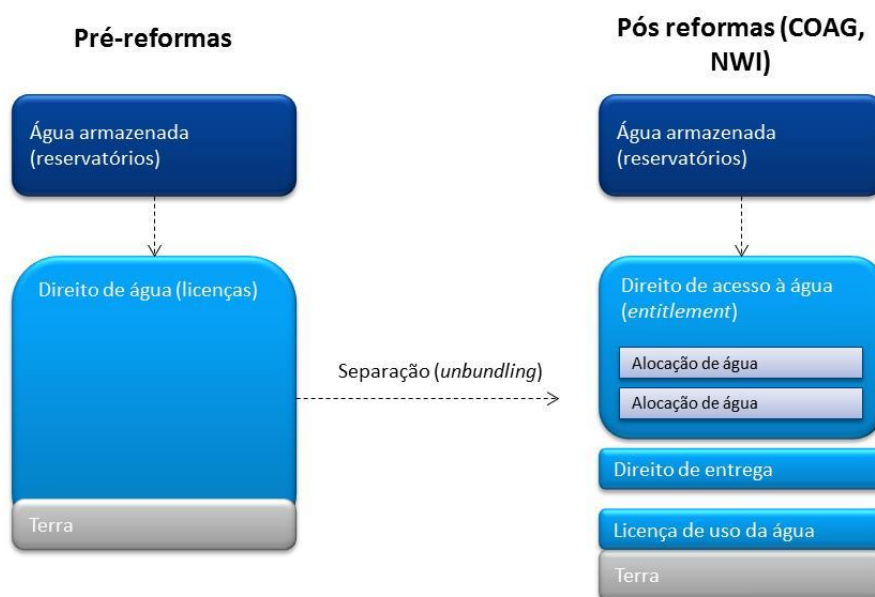 Pré-reformas
Água armazenada
(reservatórios)
Direito de água (licenças)
Terra
Separação (unbundling)
Pós reformas (COAG,
NWI)
Água armazenada
(reservatórios)
Direito de acesso à água
(entitlement)
Alocação de água
Alocação de água
Direito de entrega
Licença de uso da água
Terra